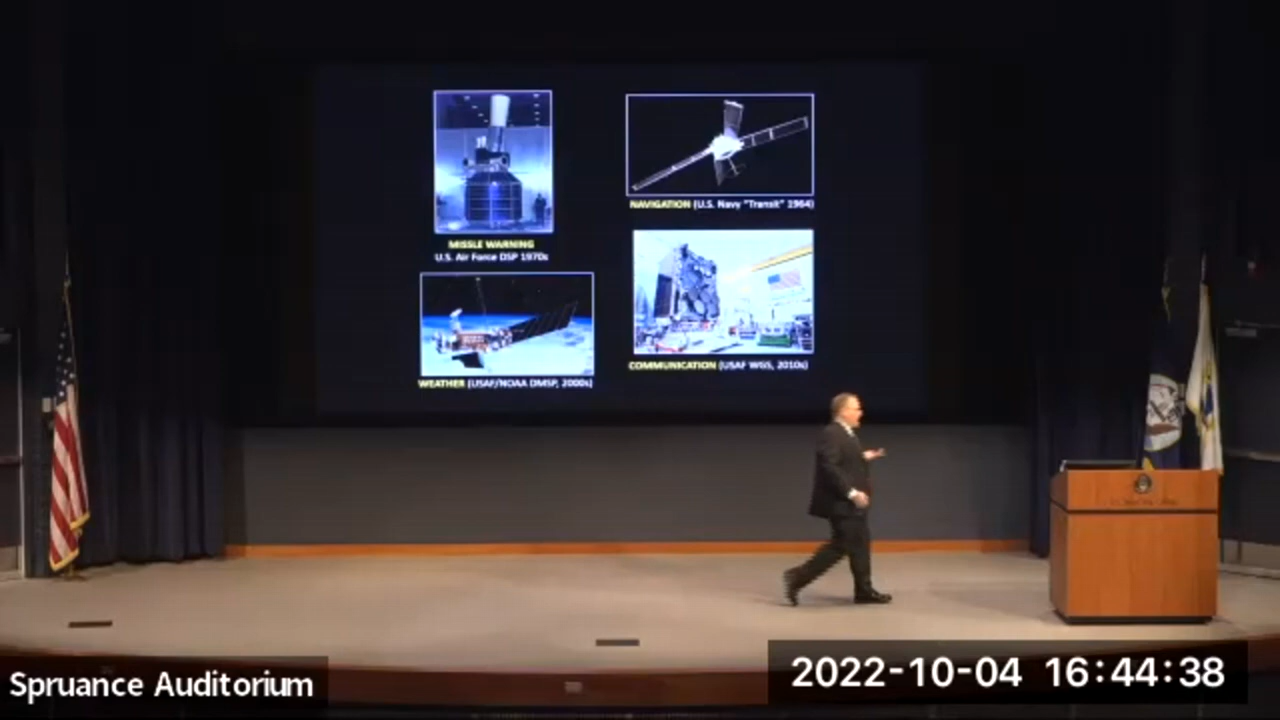 MISSLE WARNING
U.S. Air Force DSP 1970s
NAVIGATION (U.S. Navy "Transit" 1964)
WEATHER (USAF/NOAA DMSP, 2000s)
COMMUNICATION (USAF WGS, 2010s)
Spruance Auditorium
2022-10-04 16:44:38